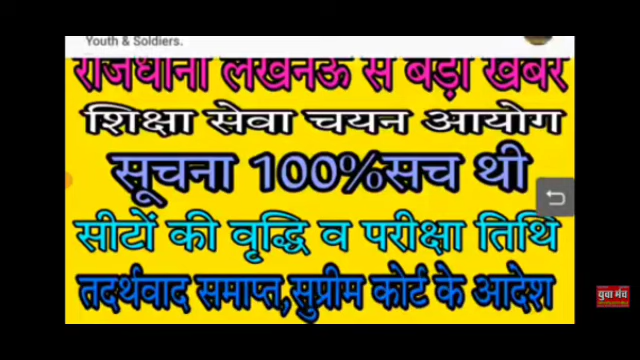 Youth & Soldiers.
राजधानी लखनऊ से बड़ी खबर
शिक्षा सेवा चयन आयोग
सूचना 100%सच थी
सीटों की वृद्धि व परीक्षा तिथि
तदर्थवाद समाप्त,सुप्रीम कोर्ट के आदेश
युवा मंच